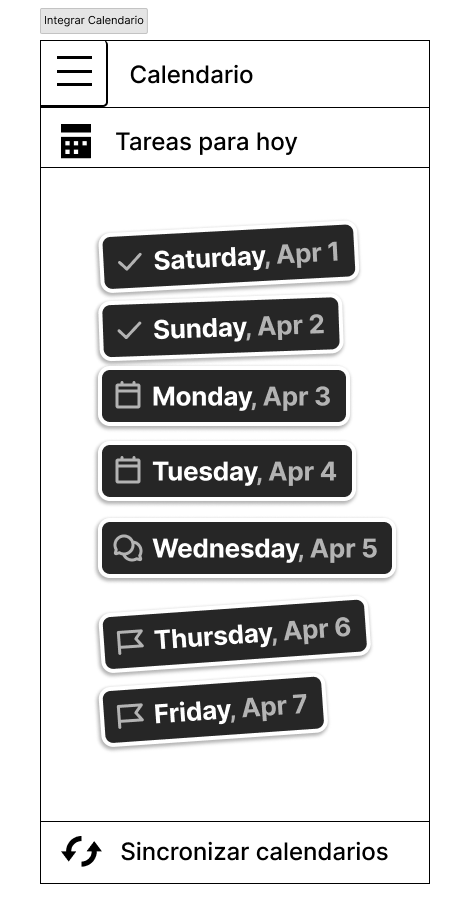 Integrar Calendario
Calendario
Tareas para hoy
Saturday, Apr 1
Sunday, Apr 2
Monday, Apr 3
Tuesday, Apr 4
Wednesday, Apr 5
Thursday, Apr 6
Friday, Apr 7
Sincronizar calendarios